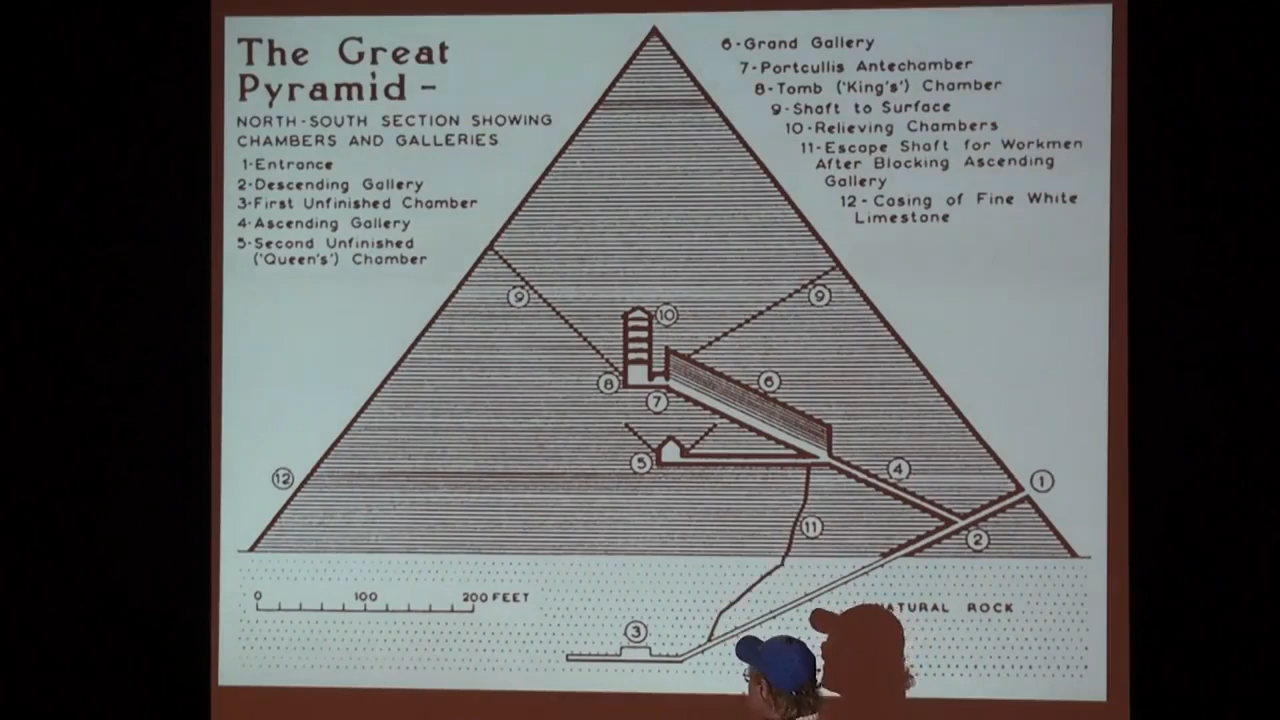 The Great
Pyramid -
NORTH-SOUTH SECTION SHOWING
CHAMBERS AND GALLERIES
1-Entrance
2-Descending Gallery
3-First Unfinished Chamber
4-Ascending Gallery
5-Second Unfinished
('Queen's') Chamber
6-Grand Gallery
7-Portcullis Antechamber
8-Tomb ('King's') Chamber
9-Shaft to Surface
10-Relieving Chambers
11-Escape Shaft for Workmen
After Blocking Ascending
Gallery
12-Casing of Fine White
Limestone
9
9
10
8
7
6
5
4
12
1
11
2
0 100 200 FEET
NATURAL ROCK
3